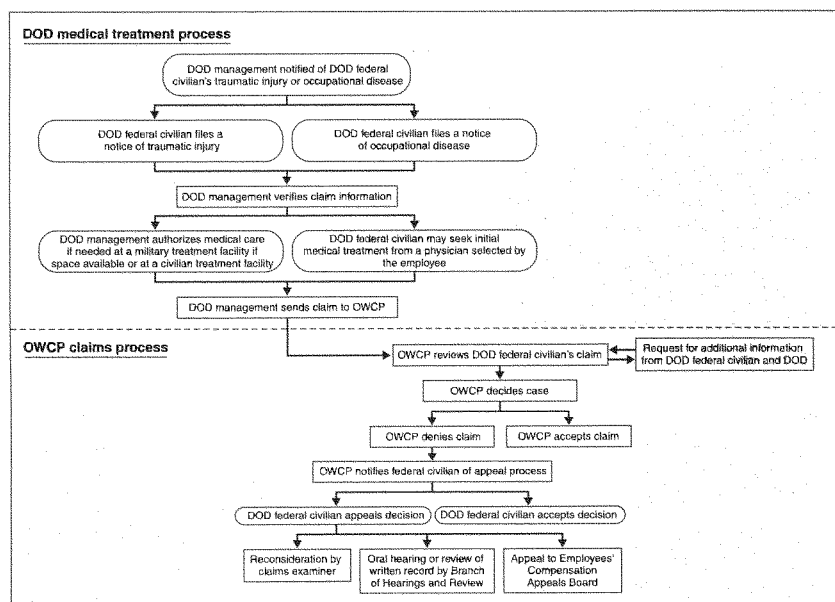 DOD medical treatment process
DOD management notified of DOD federal
civilian's traumatic injury or occupational disease
DOD federal civilian files a
notice of traumatic injury
DOD federal civilian files a notice
of occupational disease
DOD management verifies claim information
DOD management authorizes medical care
if needed at a military treatment facility if
space available or at a civilian treatment facility
DOD federal civilian may seek initial
medical treatment from a physician selected by
the employee
DOD management sends claim to OWCP
OWCP claims process
OWCP reviews DOD federal civilian's claim
Request for additional information
from DOD federal civilian and DOD
OWCP decides case
OWCP denies claim
OWCP accepts claim
OWCP notifies federal civilian of appeal process
DOD federal civilian appeals decision
DOD federal civilian accepts decision
Reconsideration by
claims examiner
Oral hearing or review of
written record by Branch
of Hearings and Review
Appeal to Employees'
Compensation
Appeals Board